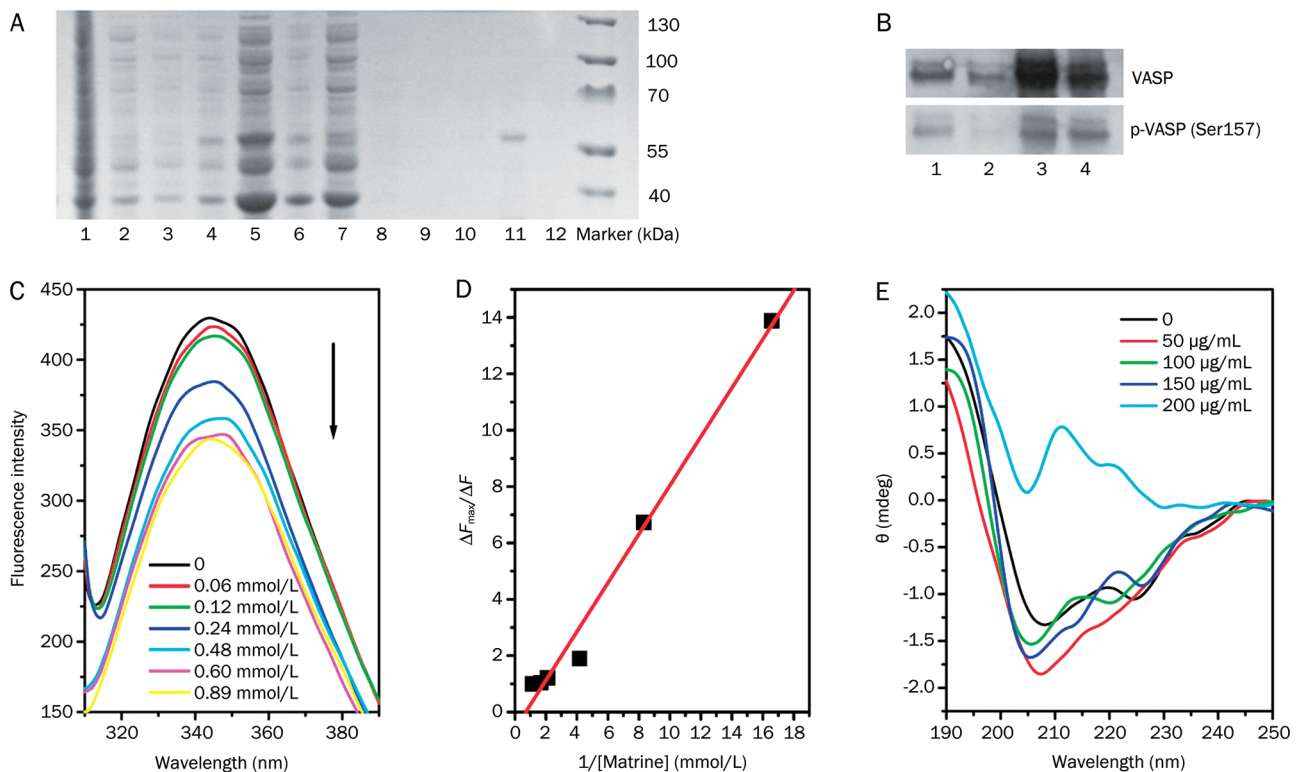 A
130
100
70
55
40
1 2 3 4 5 6 7 8 9 10 11 12 Marker (kDa)
B
VASP
p-VASP (Ser157)
1 2 3 4
C
Fluorescence intensity
450
400
350
300
250
200
150
0
0.06 mmol/L
0.12 mmol/L
0.24 mmol/L
0.48 mmol/L
0.60 mmol/L
0.89 mmol/L
320 340 360 380
Wavelength (nm)
D
ΔFmax/ΔF
14
12
10
8
6
4
2
0
0 2 4 6 8 10 12 14 16 18
1/[Matrine] (mmol/L)
E
θ (mdeg)
2.0
1.5
1.0
0.5
0.0
-0.5
-1.0
-1.5
-2.0
0
50 µg/mL
100 µg/mL
150 µg/mL
200 µg/mL
190 200 210 220 230 240 250
Wavelength (nm)